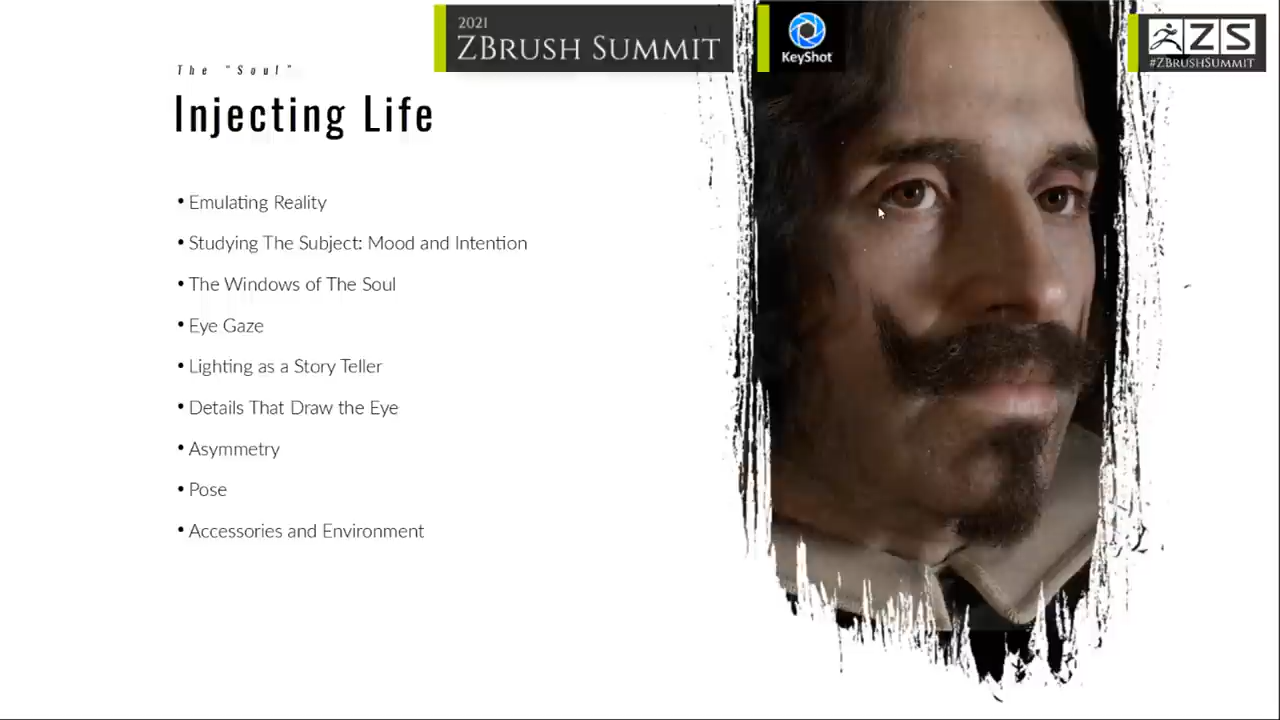 2021
ZBRUSH SUMMIT
KeyShot
ZS
#ZBRUSHSUMMIT
The "Soul"
Injecting Life
• Emulating Reality
• Studying The Subject: Mood and Intention
• The Windows of The Soul
• Eye Gaze
• Lighting as a Story Teller
• Details That Draw the Eye
• Asymmetry
• Pose
• Accessories and Environment